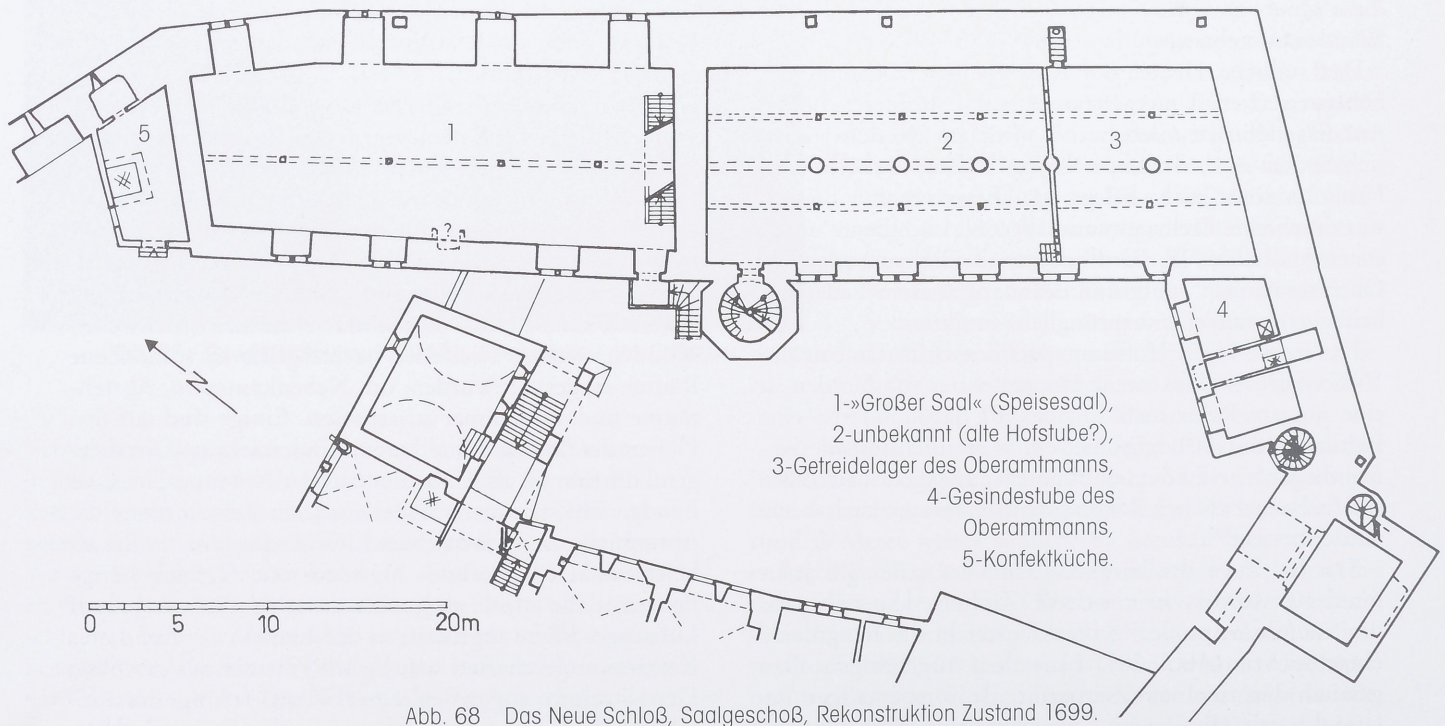 5
1
2
3
?
4
N
1-»Großer Saal« (Speisesaal),
2-unbekannt (alte Hofstube?),
3-Getreidelager des Oberamtmanns,
4-Gesindestube des
Oberamtmanns,
5-Konfektküche.
0 5 10 20m
Abb. 68 Das Neue Schloß, Saalgeschoß, Rekonstruktion Zustand 1699.